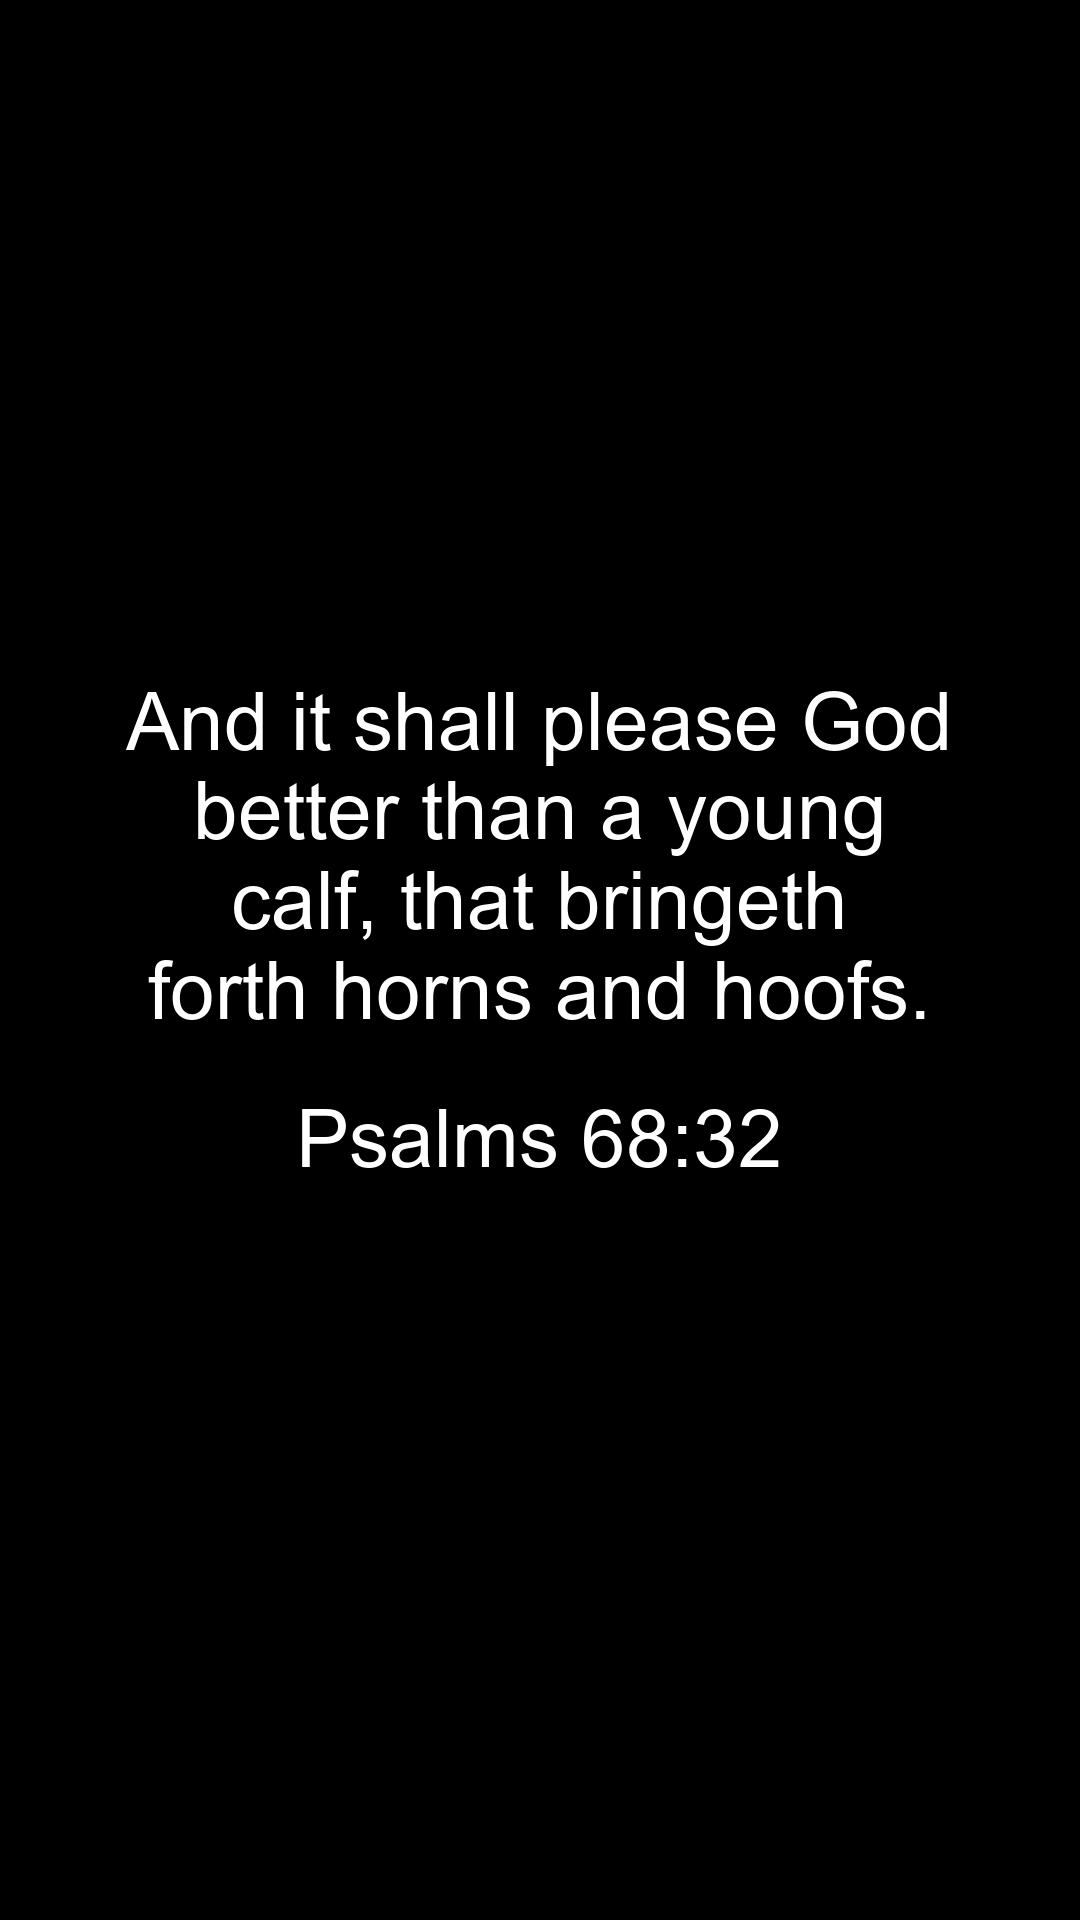 And it shall please God
better than a young
calf, that bringeth
forth horns and hoofs.
Psalms 68:32